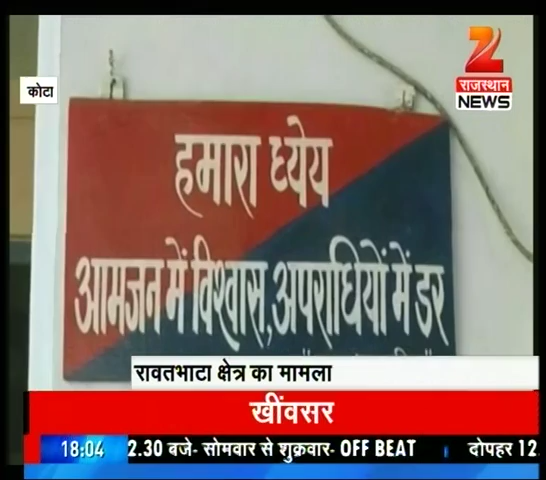 कोटा
राजस्थान
NEWS
हमारा ध्येय
आमजन में विश्वास,अपराधियों में डर
रावतभाटा क्षेत्र का मामला
खींवसर
18:04 2.30 बजे- सोमवार से शुक्रवार- OFF BEAT दोपहर 12